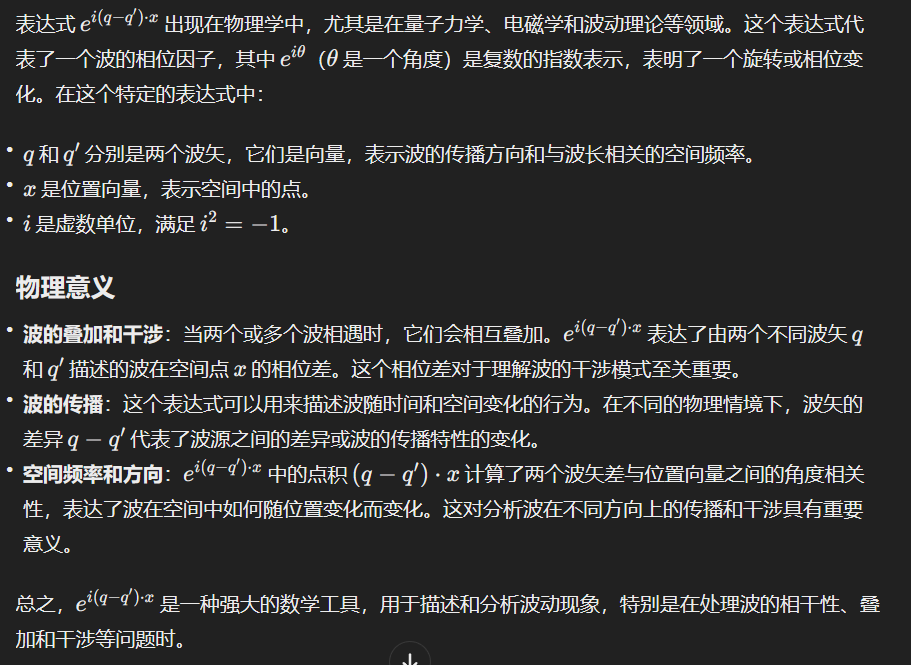 表达式 e^{i(q−q′)·x} 出现在物理学中，尤其是在量子力学、电磁学和波动理论等领域。这个表达式代
表了一个波的相位因子，其中 e^{iθ}（θ 是一个角度）是复数的指数表示，表明了一个旋转或相位变
化。在这个特定的表达式中：
• q 和 q′ 分别是两个波矢，它们是向量，表示波的传播方向和与波长相关的空间频率。
• x 是位置向量，表示空间中的点。
• i 是虚数单位，满足 i² = −1。
物理意义
• 波的叠加和干涉：当两个或多个波相遇时，它们会相互叠加。e^{i(q−q′)·x} 表达了由两个不同波矢 q
和 q′ 描述的波在空间点 x 的相位差。这个相位差对于理解波的干涉模式至关重要。
• 波的传播：这个表达式可以用来描述波随时间和空间变化的行为。在不同的物理情境下，波矢的
差异 q − q′ 代表了波源之间的差异或波的传播特性的变化。
• 空间频率和方向：e^{i(q−q′)·x} 中的点积 (q − q′) · x 计算了两个波矢差与位置向量之间的角度相关
性，表达了波在空间中如何随位置变化而变化。这对分析波在不同方向上的传播和干涉具有重要
意义。
总之，e^{i(q−q′)·x} 是一种强大的数学工具，用于描述和分析波动现象，特别是在处理波的相干性、叠
加和干涉等问题时。